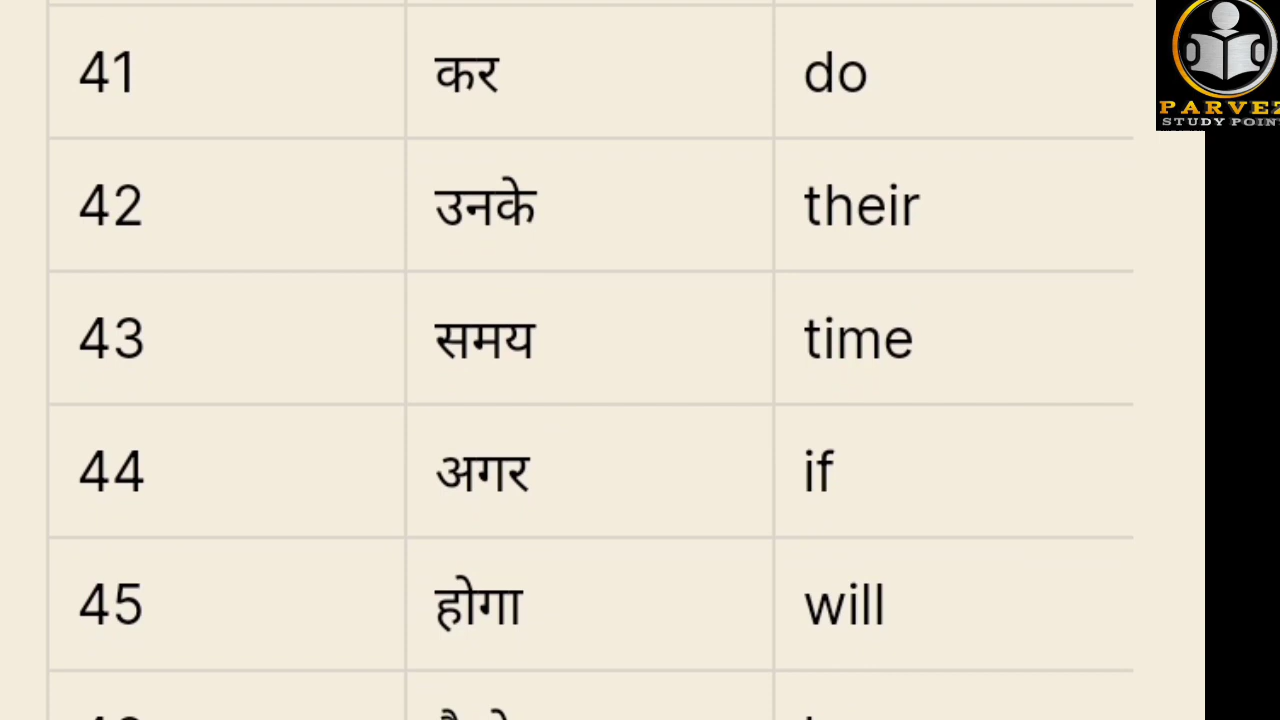 41 कर do
42 उनके their
43 समय time
44 अगर if
45 होगा will
PARVEZ
STUDY POINT